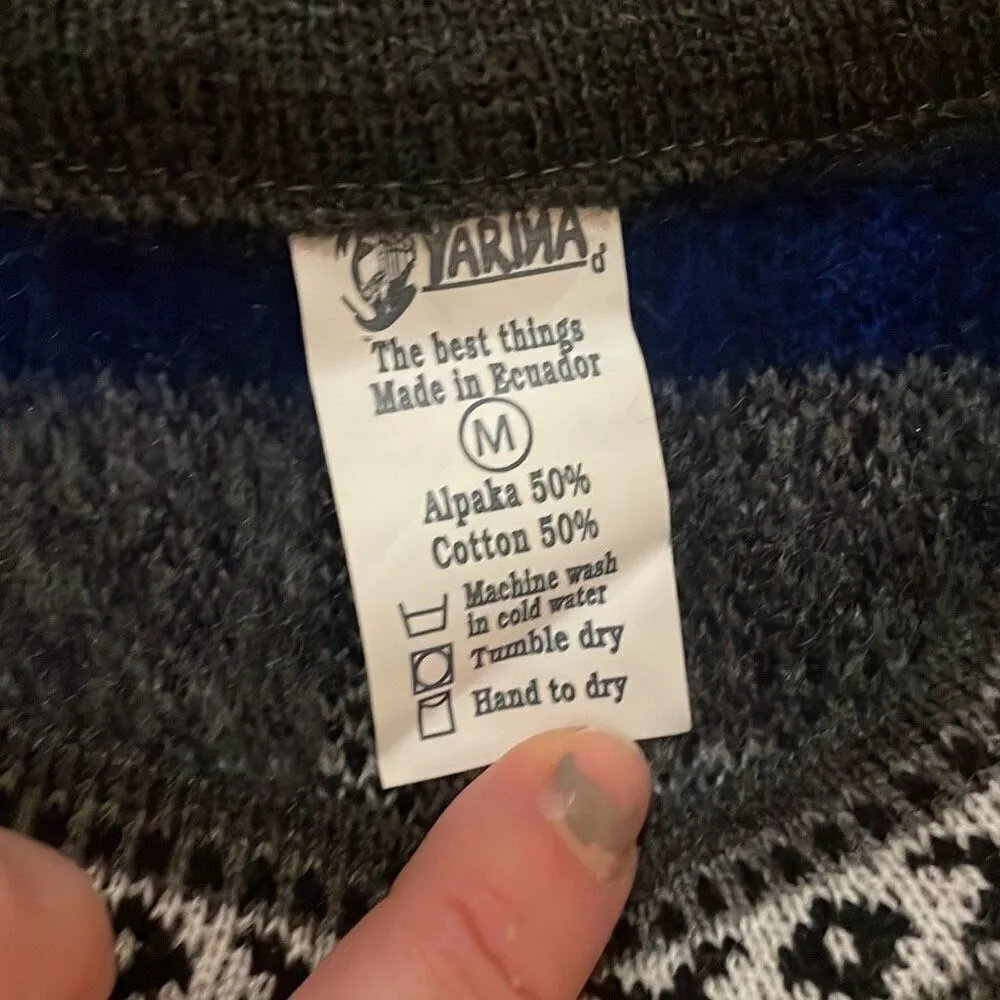 YARINA
The best things
Made in Ecuador
M
Alpaka 50%
Cotton 50%
Machine wash
in cold water
Tumble dry
Hand to dry